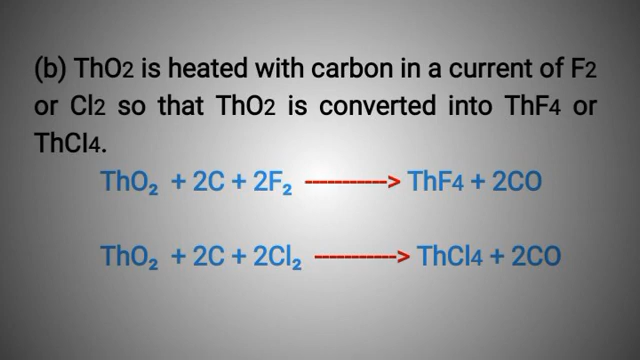 (b) ThO2 is heated with carbon in a current of F2
or Cl2 so that ThO2 is converted into ThF4 or
ThCl4.
ThO₂ + 2C + 2F₂ -----------> ThF4 + 2CO
ThO₂ + 2C + 2Cl₂ -----------> ThCl4 + 2CO